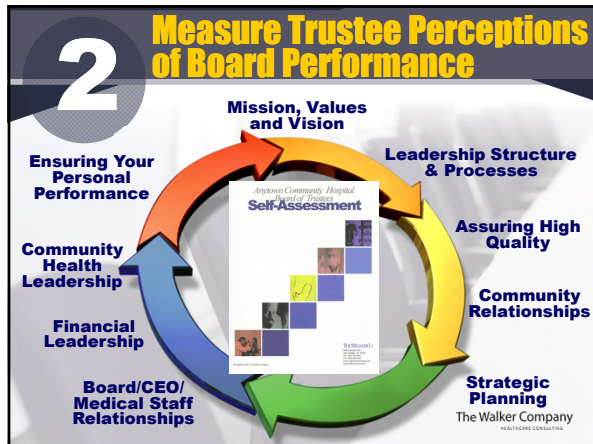 2
Measure Trustee Perceptions
of Board Performance
Mission, Values
and Vision
Leadership Structure
& Processes
Assuring High
Quality
Community
Relationships
Strategic
Planning
Board/CEO/
Medical Staff
Relationships
Financial
Leadership
Community
Health
Leadership
Ensuring Your
Personal
Performance
Anytown Community Hospital
Board of Trustees
Self-Assessment
The Walker Company
HEALTHCARE CONSULTING